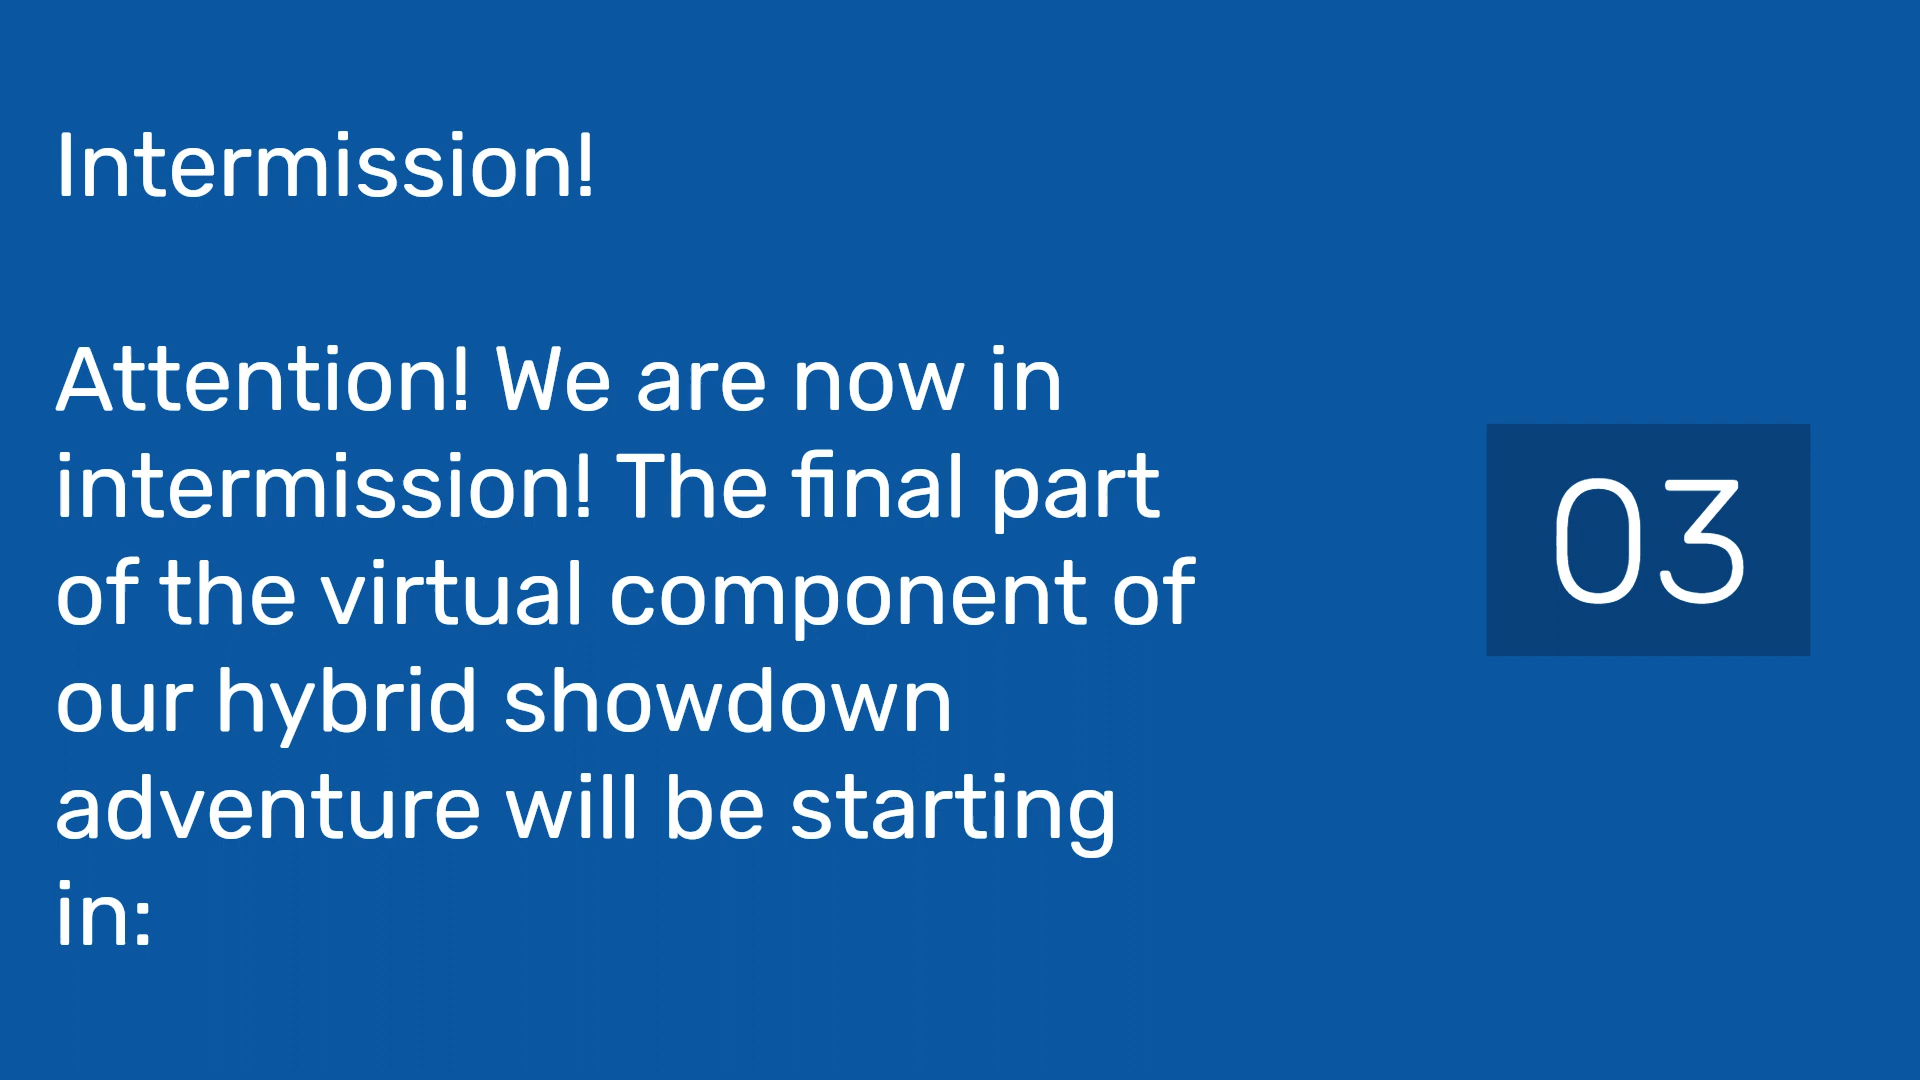 Intermission!
Attention! We are now in
intermission! The final part
of the virtual component of
our hybrid showdown
adventure will be starting
in:
03